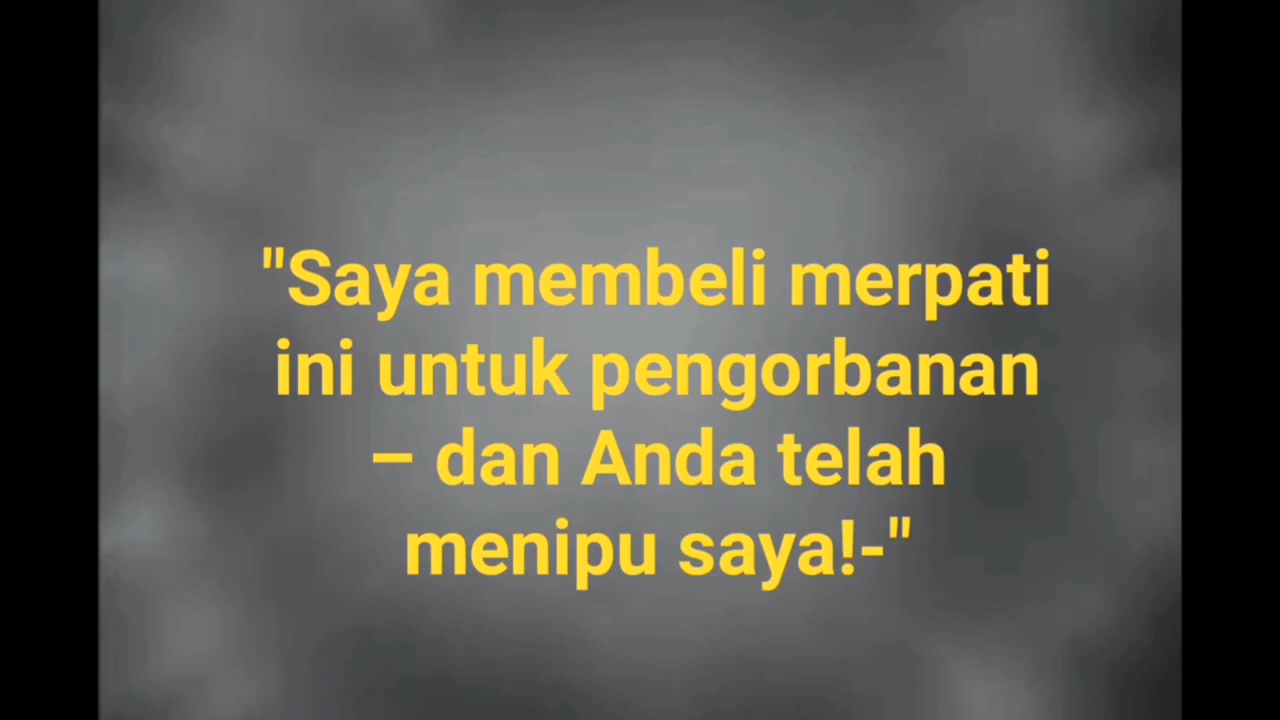 "Saya membeli merpati
ini untuk pengorbanan
– dan Anda telah
menipu saya!-"